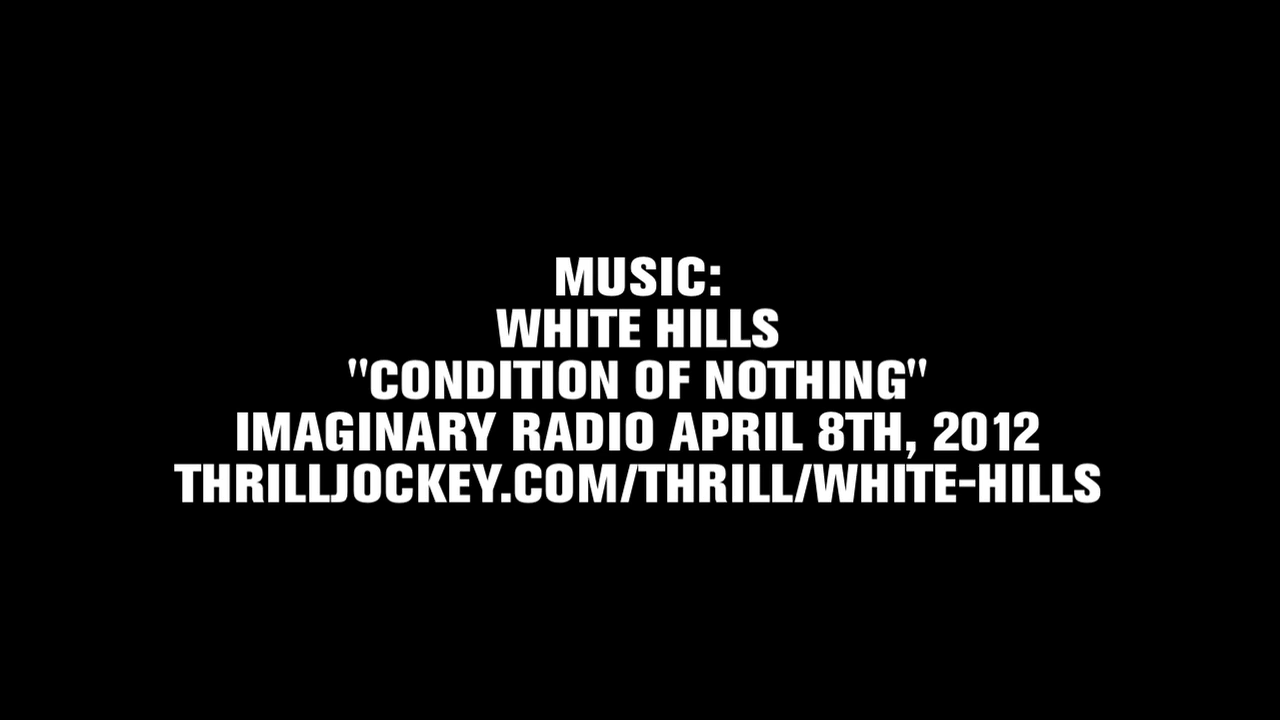 MUSIC:
WHITE HILLS
"CONDITION OF NOTHING"
IMAGINARY RADIO APRIL 8TH, 2012
THRILLJOCKEY.COM/THRILL/WHITE-HILLS